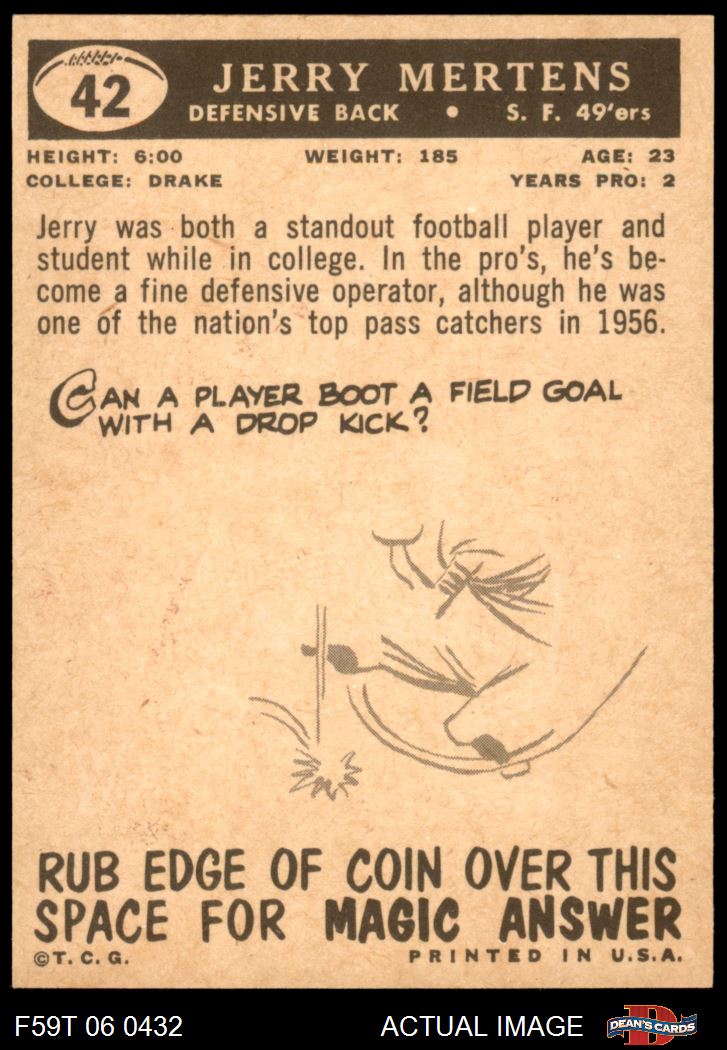 42
JERRY MERTENS
DEFENSIVE BACK • S. F. 49'ers
HEIGHT: 6:00 WEIGHT: 185 AGE: 23
COLLEGE: DRAKE YEARS PRO: 2
Jerry was both a standout football player and
student while in college. In the pro's, he's be-
come a fine defensive operator, although he was
one of the nation's top pass catchers in 1956.
CAN A PLAYER BOOT A FIELD GOAL
WITH A DROP KICK?
RUB EDGE OF COIN OVER THIS
SPACE FOR MAGIC ANSWER
©T. C. G. PRINTED IN U.S.A.
F59T 06 0432 ACTUAL IMAGE D DEAN'S CARDS